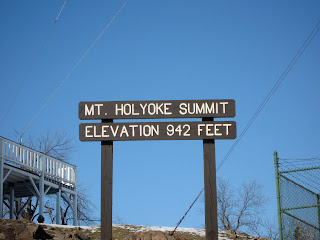 MT. HOLYOKE SUMMIT
ELEVATION 942 FEET